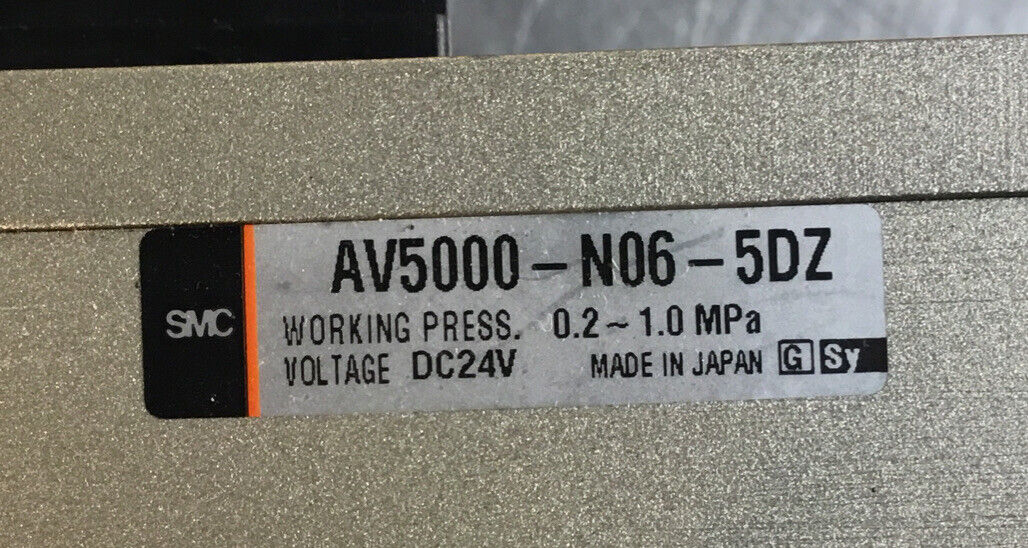 SMC
AV5000-N06-5DZ
WORKING PRESS. 0.2~1.0 MPa
VOLTAGE DC24V MADE IN JAPAN G Sy